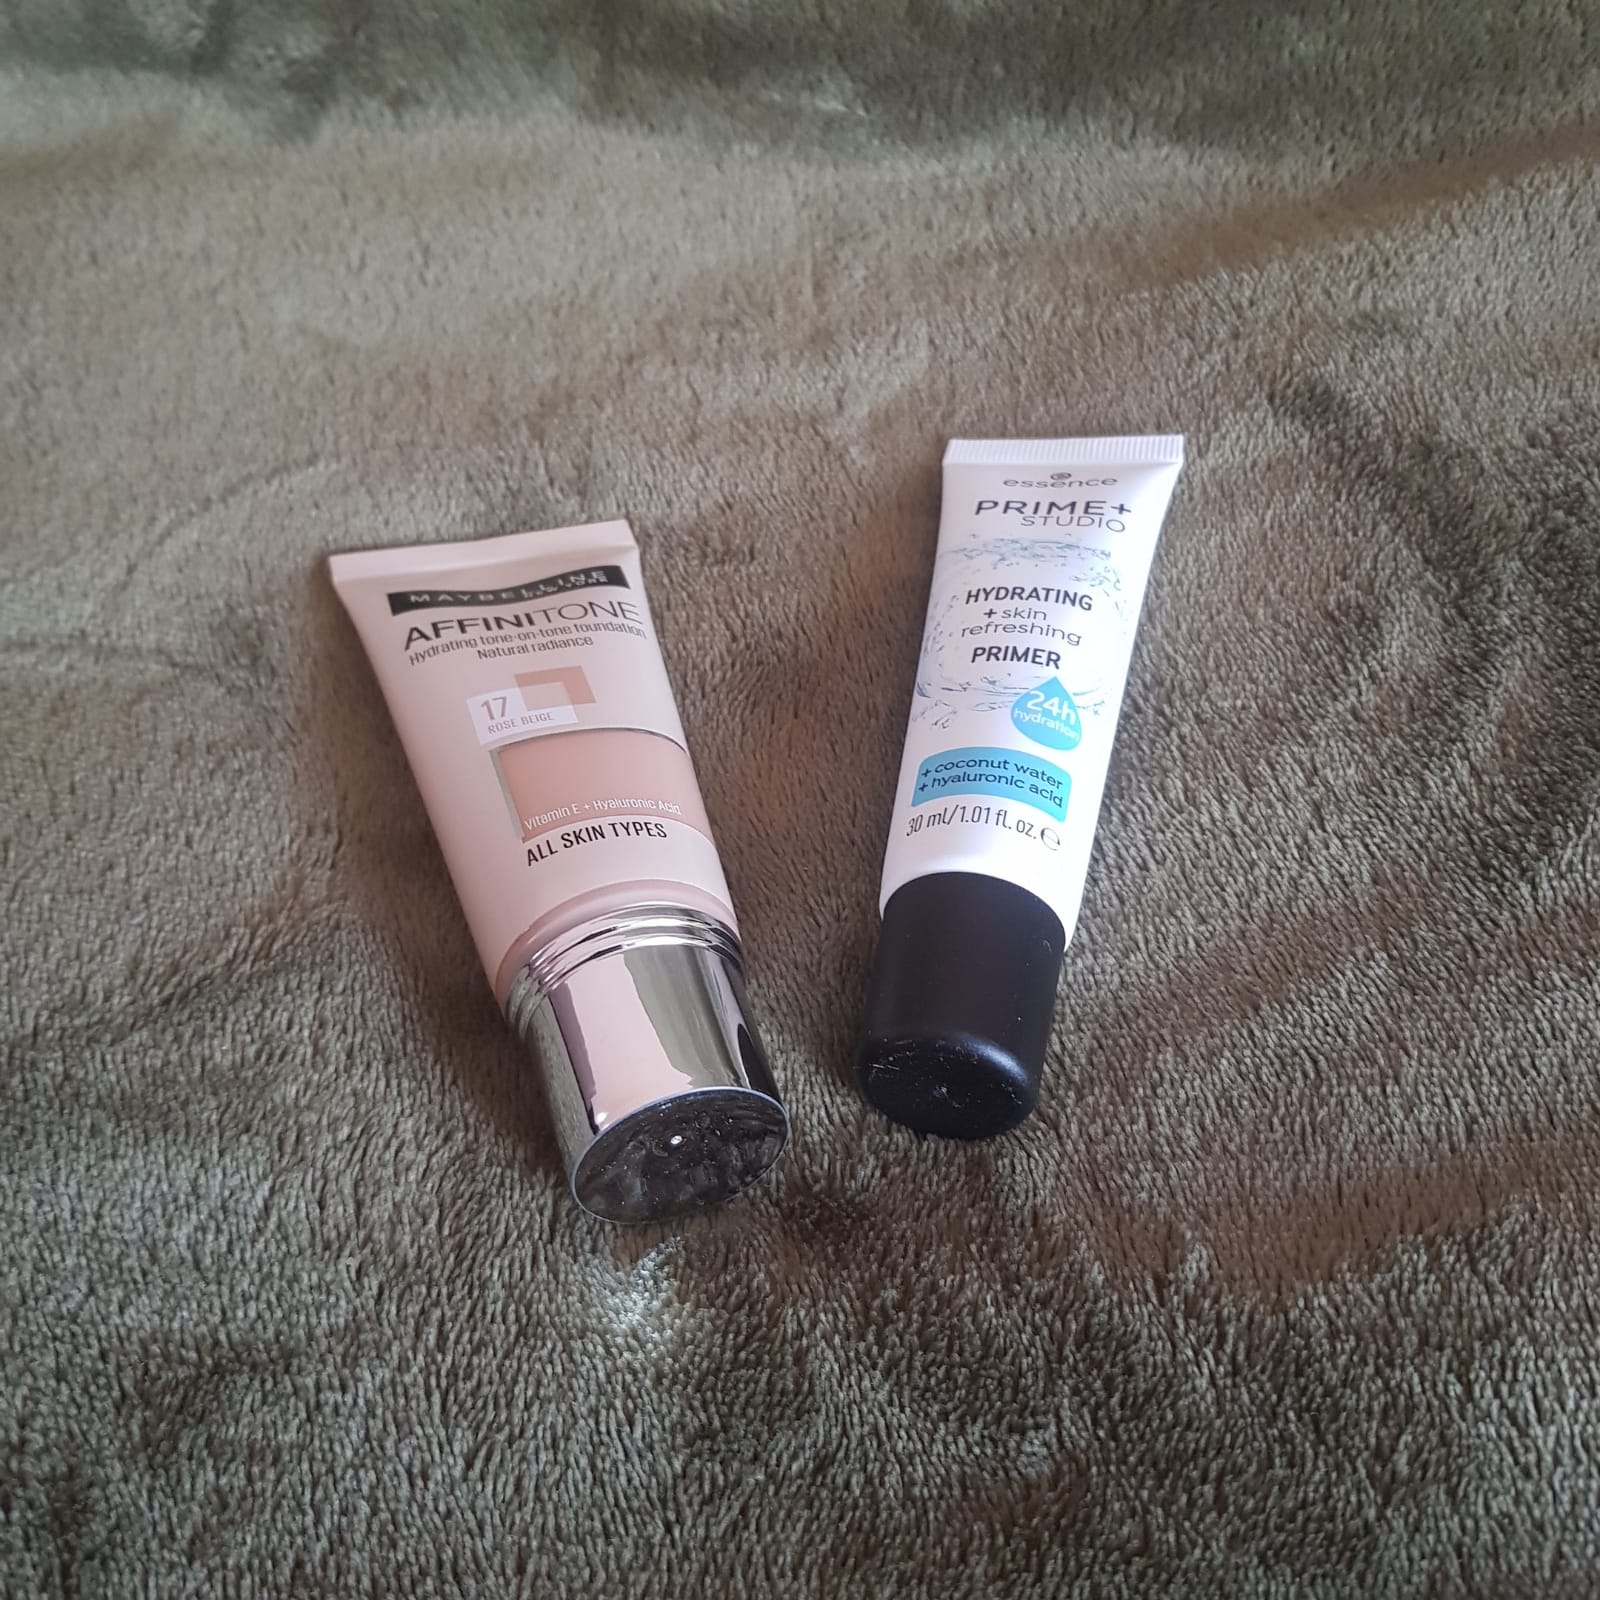 MAYBELLINE
NEW YORK
AFFINITONE
Hydrating tone-on-tone foundation
Natural radiance
17
ROSE BEIGE
Vitamin E + Hyaluronic Acid
ALL SKIN TYPES
essence
PRIME+
STUDIO
HYDRATING
+ skin
refreshing
PRIMER
24h
hydration
+ coconut water
+ hyaluronic acid
30 ml/1.01 fl. oz. ℮